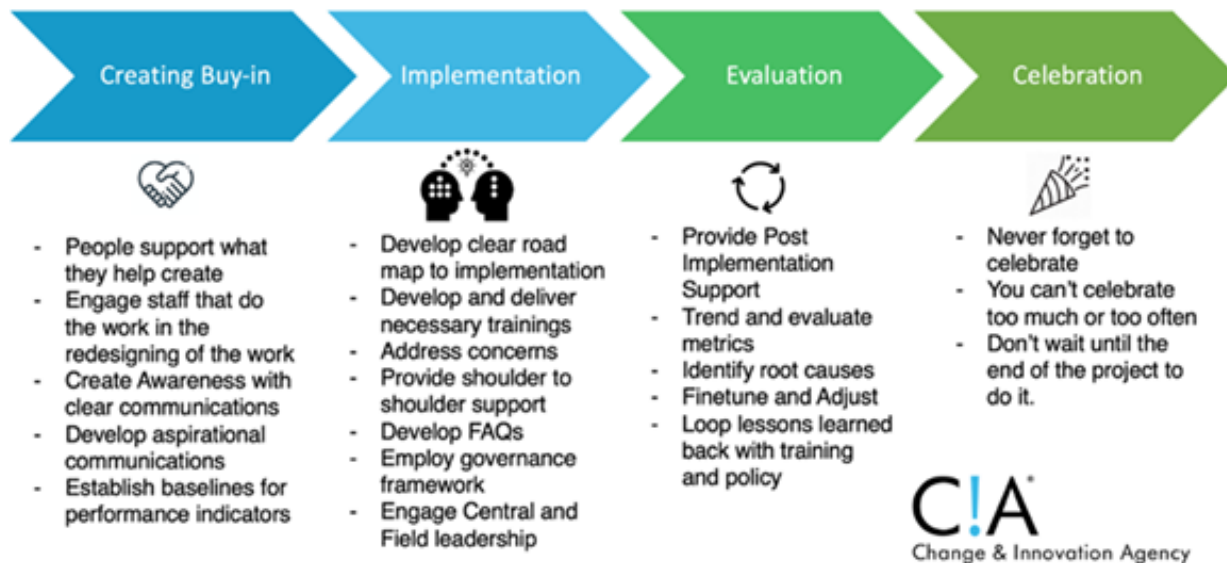 Creating Buy-in
Implementation
Evaluation
Celebration
- People support what
they help create
- Engage staff that do
the work in the
redesigning of the work
- Create Awareness with
clear communications
- Develop aspirational
communications
- Establish baselines for
performance indicators
- Develop clear road
map to implementation
- Develop and deliver
necessary trainings
- Address concerns
- Provide shoulder to
shoulder support
- Develop FAQs
- Employ governance
framework
- Engage Central and
Field leadership
- Provide Post
Implementation
Support
- Trend and evaluate
metrics
- Identify root causes
- Finetune and Adjust
- Loop lessons learned
back with training
and policy
- Never forget to
celebrate
- You can't celebrate
too much or too often
- Don't wait until the
end of the project to
do it.
C!A®
Change & Innovation Agency